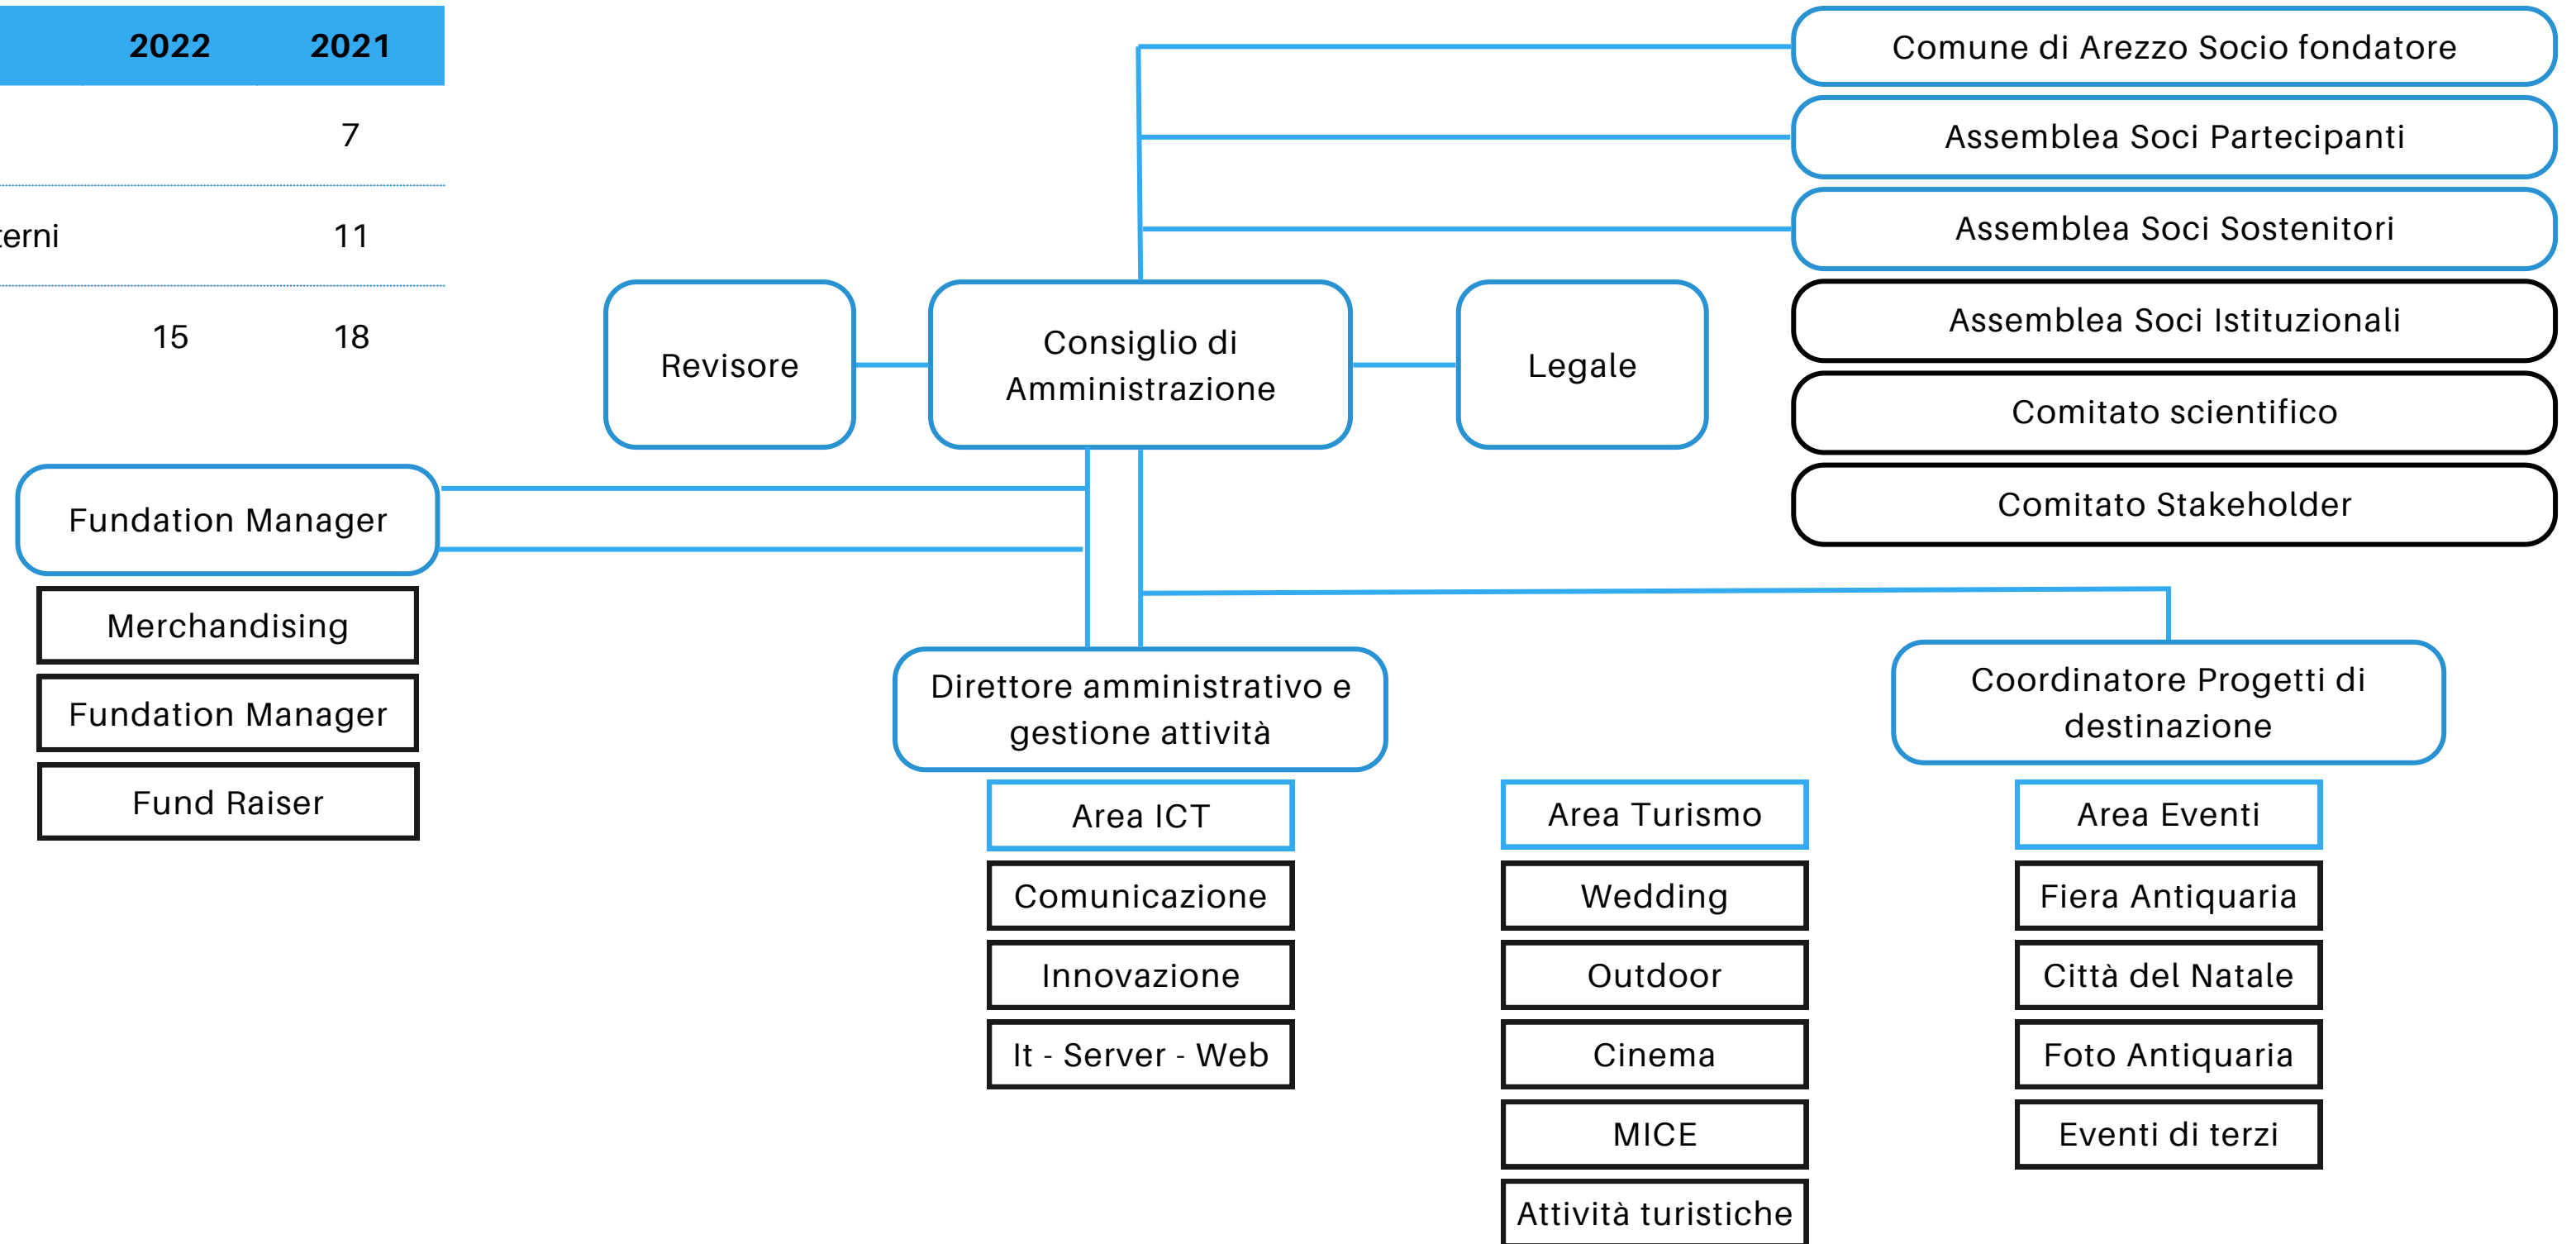 2022 2021
7
terni 11
15 18
Comune di Arezzo Socio fondatore
Assemblea Soci Partecipanti
Assemblea Soci Sostenitori
Assemblea Soci Istituzionali
Comitato scientifico
Comitato Stakeholder
Revisore
Consiglio di
Amministrazione
Legale
Fundation Manager
Merchandising
Fundation Manager
Fund Raiser
Direttore amministrativo e
gestione attività
Coordinatore Progetti di
destinazione
Area ICT
Comunicazione
Innovazione
It - Server - Web
Area Turismo
Wedding
Outdoor
Cinema
MICE
Attività turistiche
Area Eventi
Fiera Antiquaria
Città del Natale
Foto Antiquaria
Eventi di terzi